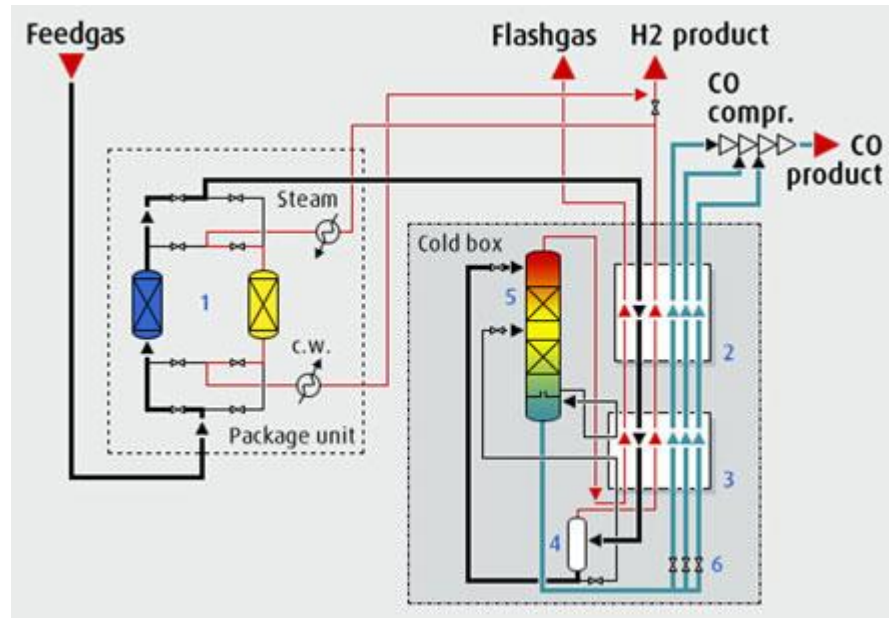 Feedgas
Flashgas
H2 product
CO
compr.
CO
product
Steam
Cold box
5
1
2
c.w.
Package unit
3
4
6